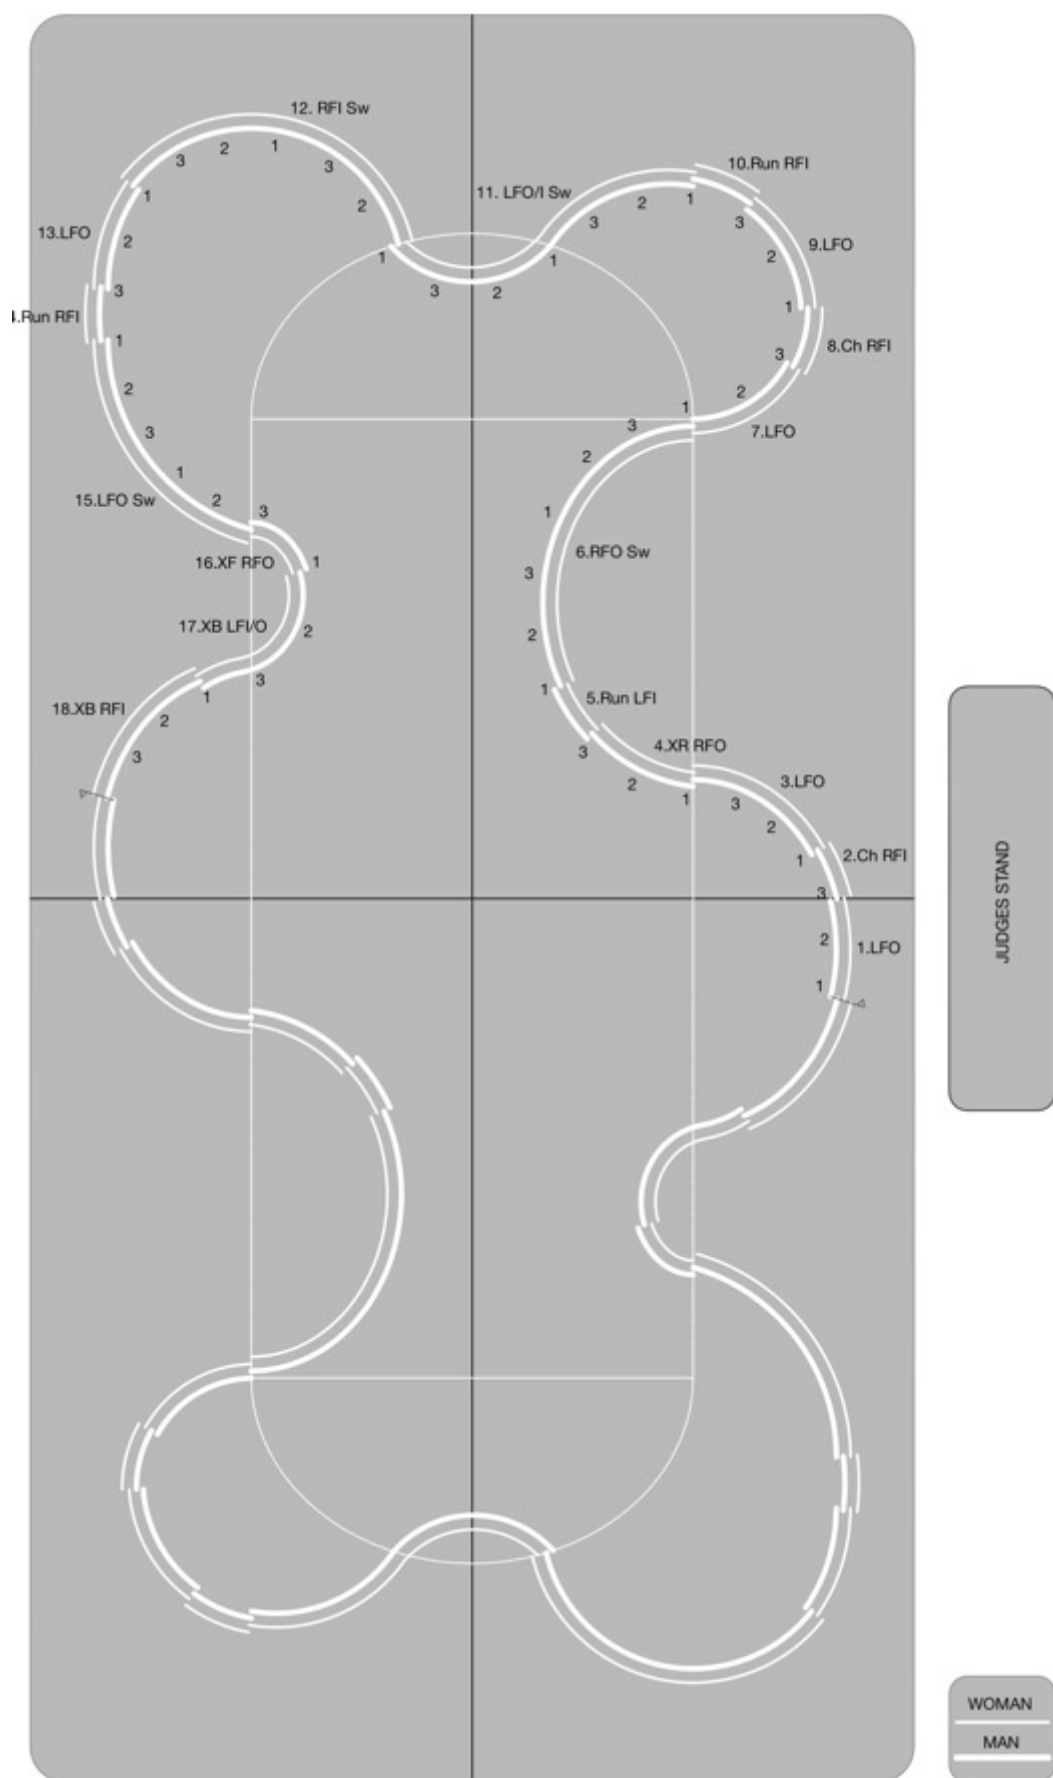 12. RFI Sw
3 2 1 3 2 1
10.Run RFI
11. LFO/I Sw
3 2 1
3 2 1
9.LFO
3 2 1
13.LFO
1 2 3
.Run RFI
8.Ch RFI
3 2 1
7.LFO
1 2 3 1 2 3
15.LFO Sw
3 2 1 3 2 1
6.RFO Sw
16.XF RFO
1 2 3
17.XB LFI/O
18.XB RFI
1 2 3
5.Run LFI
3 2 1
4.XR RFO
3.LFO
3 2 1
2.Ch RFI
3 2 1
1.LFO
JUDGES STAND
WOMAN
MAN